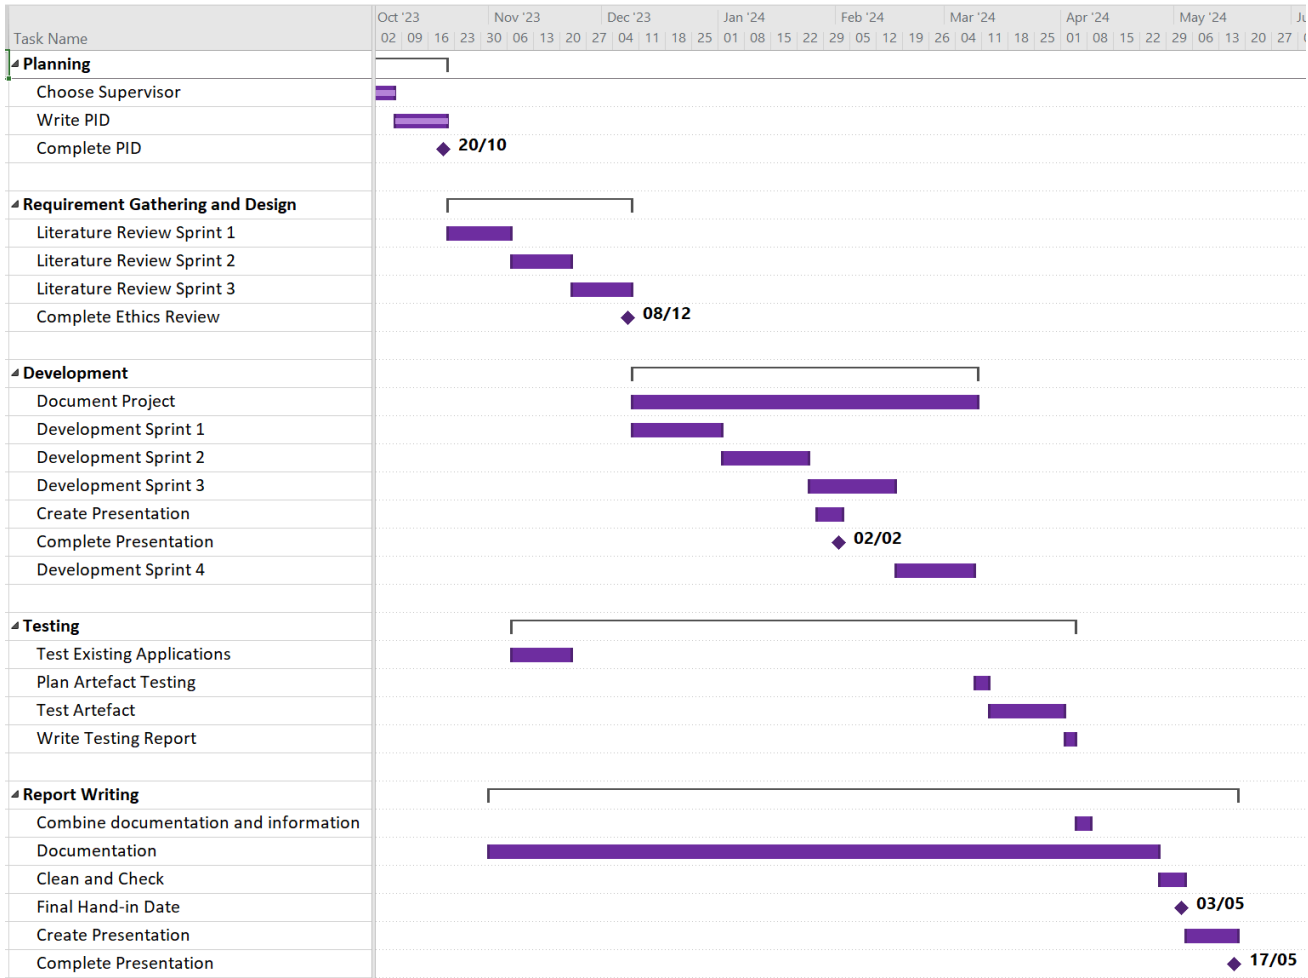 Oct '23 Nov '23 Dec '23 Jan '24 Feb '24 Mar '24 Apr '24 May '24
Task Name 02 09 16 23 30 06 13 20 27 04 11 18 25 01 08 15 22 29 05 12 19 26 04 11 18 25 01 08 15 22 29 06 13 20 27
Planning
Choose Supervisor
Write PID
Complete PID 20/10
Requirement Gathering and Design
Literature Review Sprint 1
Literature Review Sprint 2
Literature Review Sprint 3
Complete Ethics Review 08/12
Development
Document Project
Development Sprint 1
Development Sprint 2
Development Sprint 3
Create Presentation
Complete Presentation 02/02
Development Sprint 4
Testing
Test Existing Applications
Plan Artefact Testing
Test Artefact
Write Testing Report
Report Writing
Combine documentation and information
Documentation
Clean and Check
Final Hand-in Date 03/05
Create Presentation
Complete Presentation 17/05